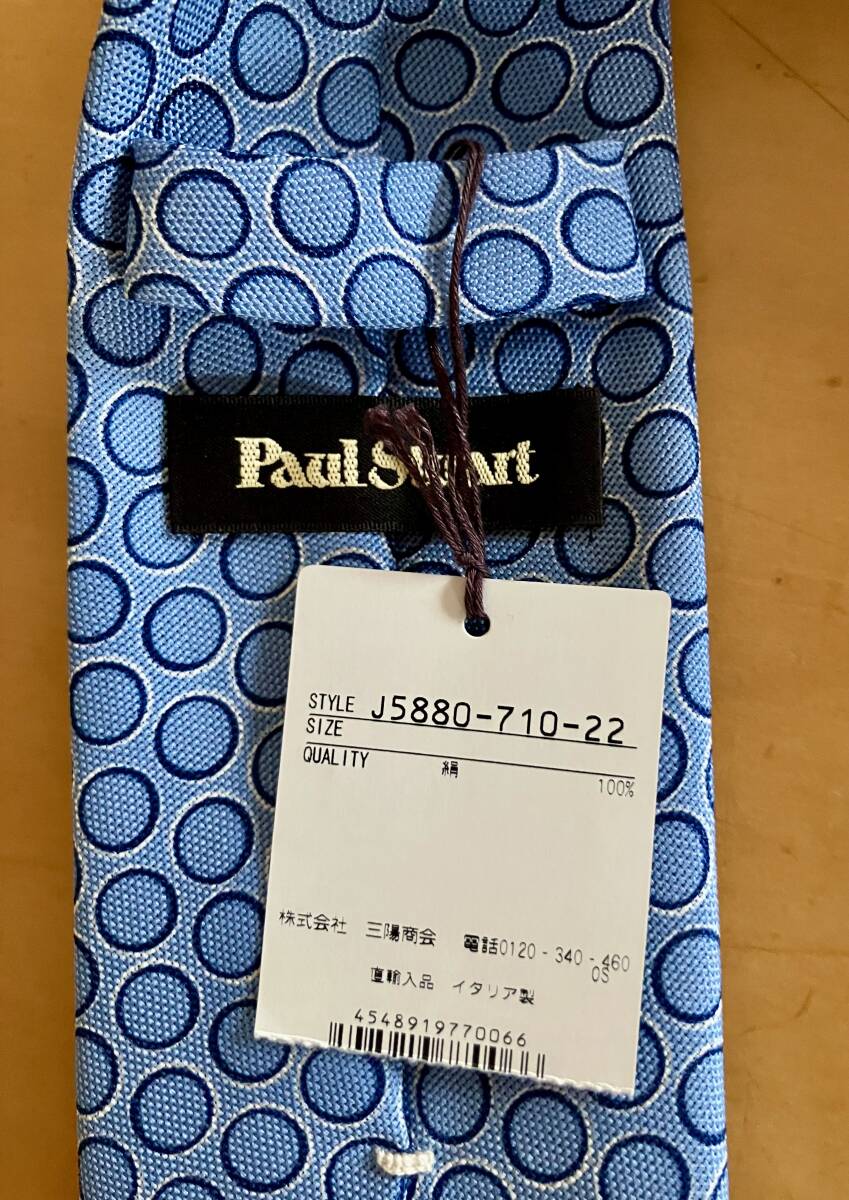 Paul Stuart
STYLE J5880-710-22
SIZE
QUALITY 絹 100%
株式会社 三陽商会 電話0120-340-460
OS
直輸入品 イタリア製
4548919770066